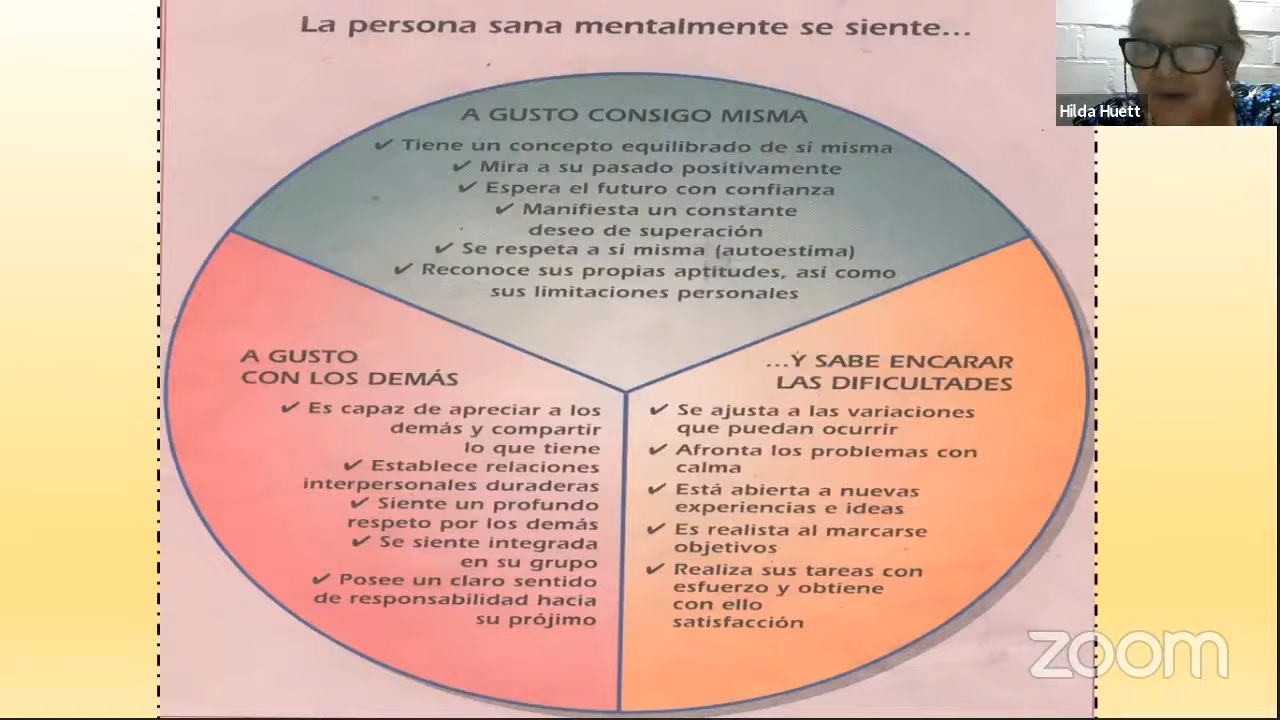 La persona sana mentalmente se siente...
Hilda Huett
A GUSTO CONSIGO MISMA
✔ Tiene un concepto equilibrado de sí misma
✔ Mira a su pasado positivamente
✔ Espera el futuro con confianza
✔ Manifiesta un constante
deseo de superación
✔ Se respeta a sí misma (autoestima)
✔ Reconoce sus propias aptitudes, así como
sus limitaciones personales
A GUSTO
CON LOS DEMÁS
✔ Es capaz de apreciar a los
demás y compartir
lo que tiene
✔ Establece relaciones
interpersonales duraderas
✔ Siente un profundo
respeto por los demás
✔ Se siente integrada
en su grupo
✔ Posee un claro sentido
de responsabilidad hacia
su prójimo
...Y SABE ENCARAR
LAS DIFICULTADES
✔ Se ajusta a las variaciones
que puedan ocurrir
✔ Afronta los problemas con
calma
✔ Está abierta a nuevas
experiencias e ideas
✔ Es realista al marcarse
objetivos
✔ Realiza sus tareas con
esfuerzo y obtiene
con ello
satisfacción
zoom